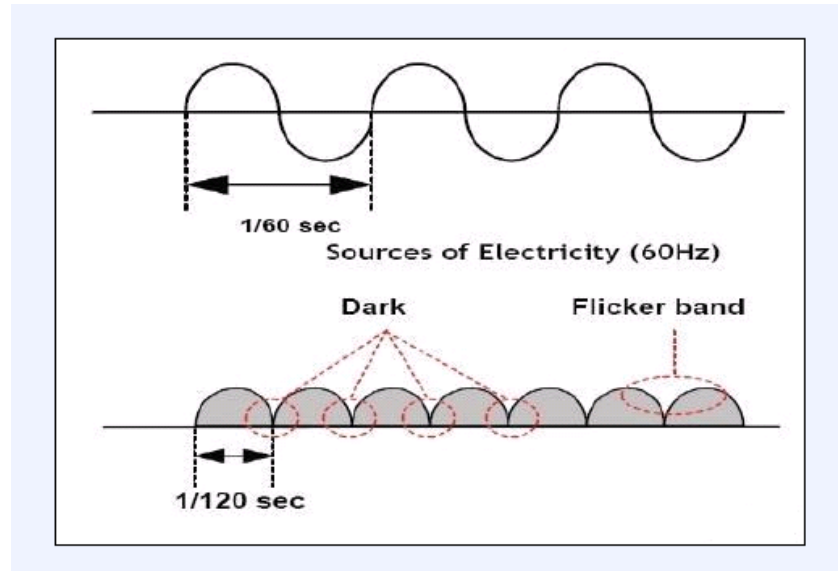 1/60 sec
Sources of Electricity (60Hz)
Dark
Flicker band
1/120 sec